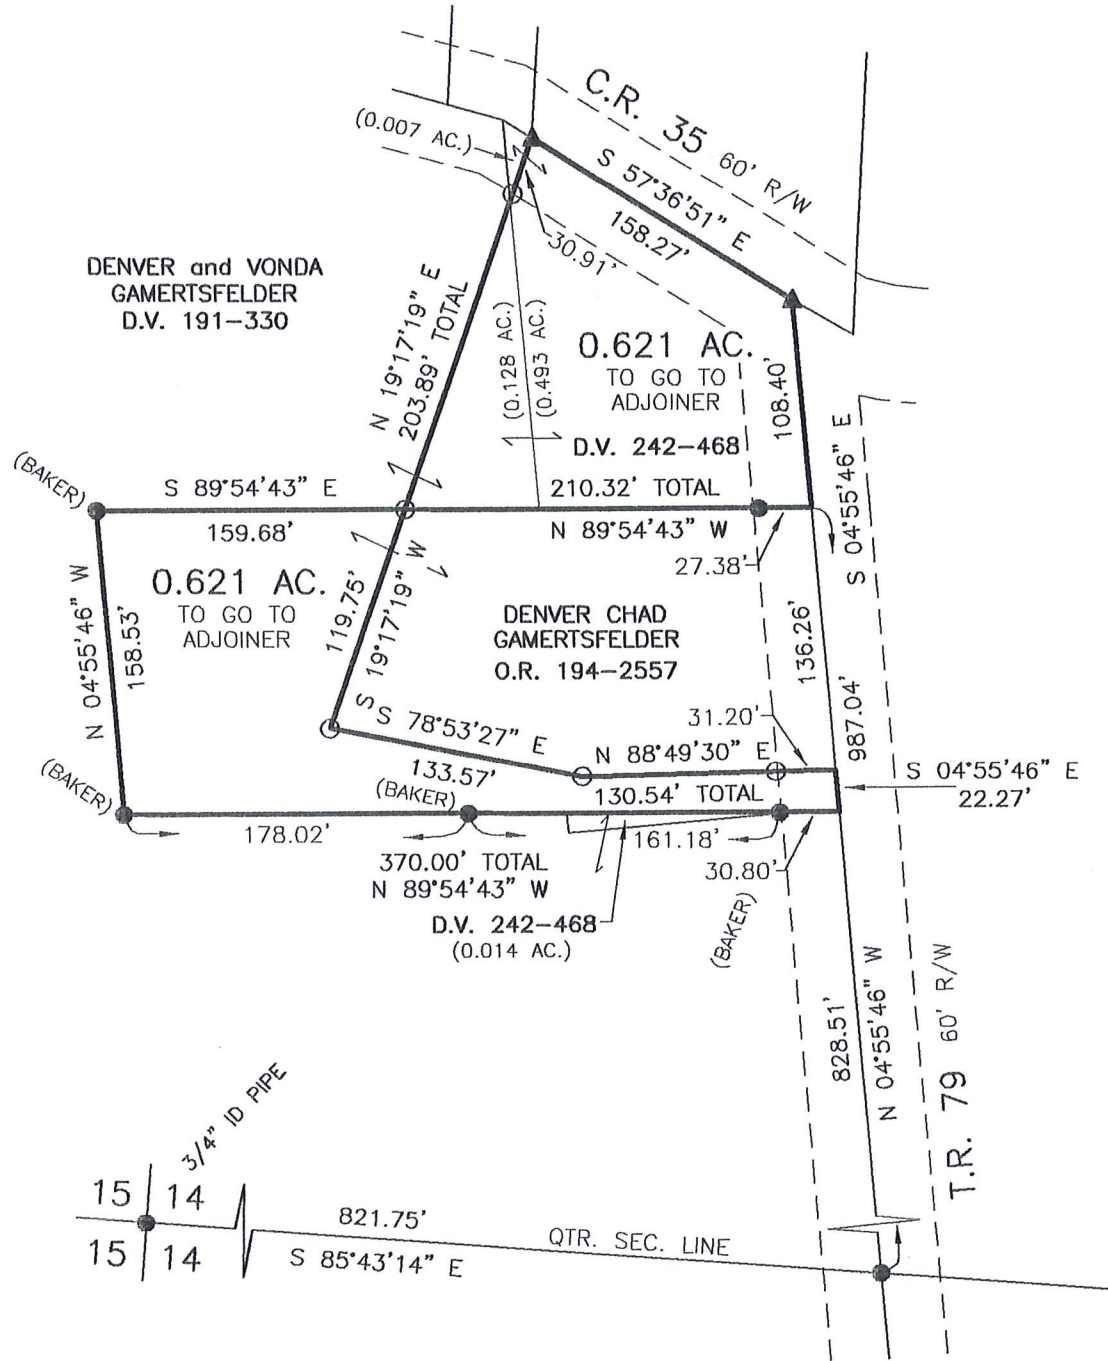 C.R. 35 60' R/W
(0.007 AC.)
S 57°36'51" E
158.27'
30.91'
DENVER and VONDA
GAMERTSFELDER
D.V. 191-330
N 19°17'19" E
203.89' TOTAL
(0.128 AC.)
(0.493 AC.)
0.621 AC.
TO GO TO
ADJOINER
D.V. 242-468
108.40'
S 04°55'46" E
(BAKER)
S 89°54'43" E
159.68'
210.32' TOTAL
N 89°54'43" W
27.38'
0.621 AC.
TO GO TO
ADJOINER
N 04°55'46" W
158.53'
119.75'
S 19°17'19" W
DENVER CHAD
GAMERTSFELDER
O.R. 194-2557
136.26'
987.04'
31.20'
S 78°53'27" E
133.57'
N 88°49'30" E
130.54' TOTAL
S 04°55'46" E
22.27'
(BAKER)
(BAKER)
178.02'
161.18'
30.80'
370.00' TOTAL
N 89°54'43" W
D.V. 242-468
(0.014 AC.)
(BAKER)
828.51'
N 04°55'46" W
T.R. 79 60' R/W
3/4" ID PIPE
15 14
15 14
821.75'
S 85°43'14" E
QTR. SEC. LINE